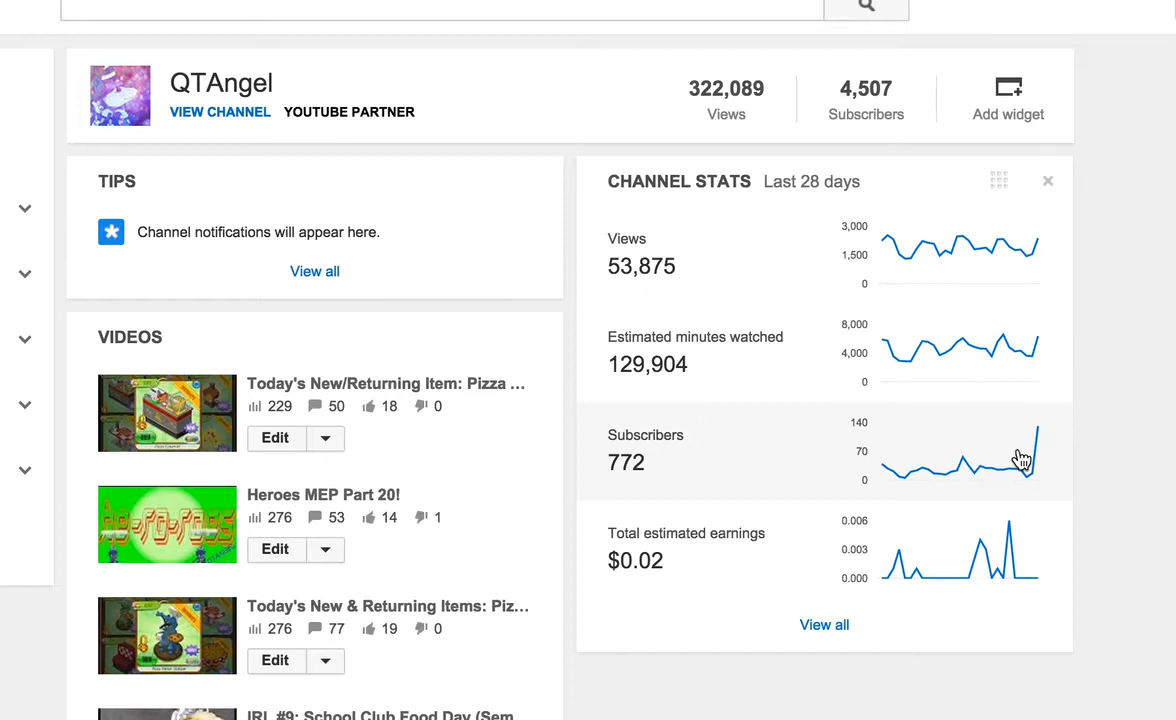 QTAngel
VIEW CHANNEL YOUTUBE PARTNER
322,089
Views
4,507
Subscribers
Add widget
TIPS
Channel notifications will appear here.
View all
VIDEOS
Today's New/Returning Item: Pizza ...
229 50 18 0
Edit
Heroes MEP Part 20!
276 53 14 1
Edit
Today's New & Returning Items: Piz...
276 77 19 0
Edit
IRL #9: School Club Food Day (Sem
CHANNEL STATS Last 28 days
Views
53,875
3,000
1,500
0
Estimated minutes watched
129,904
8,000
4,000
0
Subscribers
772
140
70
0
Total estimated earnings
$0.02
0.006
0.003
0.000
View all